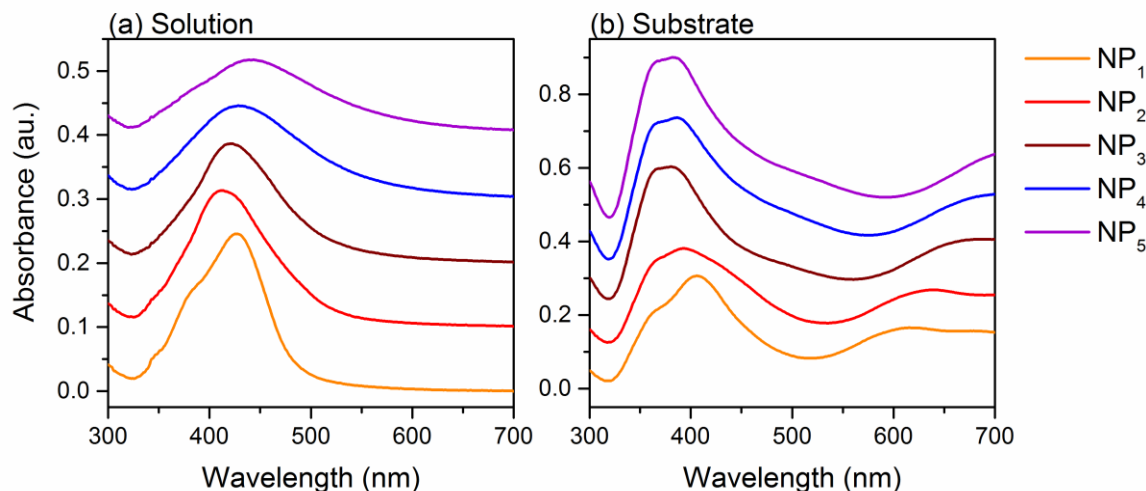 (a) Solution
(b) Substrate
Absorbance (au.)
0.5
0.4
0.3
0.2
0.1
0.0
300 400 500 600 700
Wavelength (nm)
0.8
0.6
0.4
0.2
0.0
300 400 500 600 700
Wavelength (nm)
NP₁
NP₂
NP₃
NP₄
NP₅